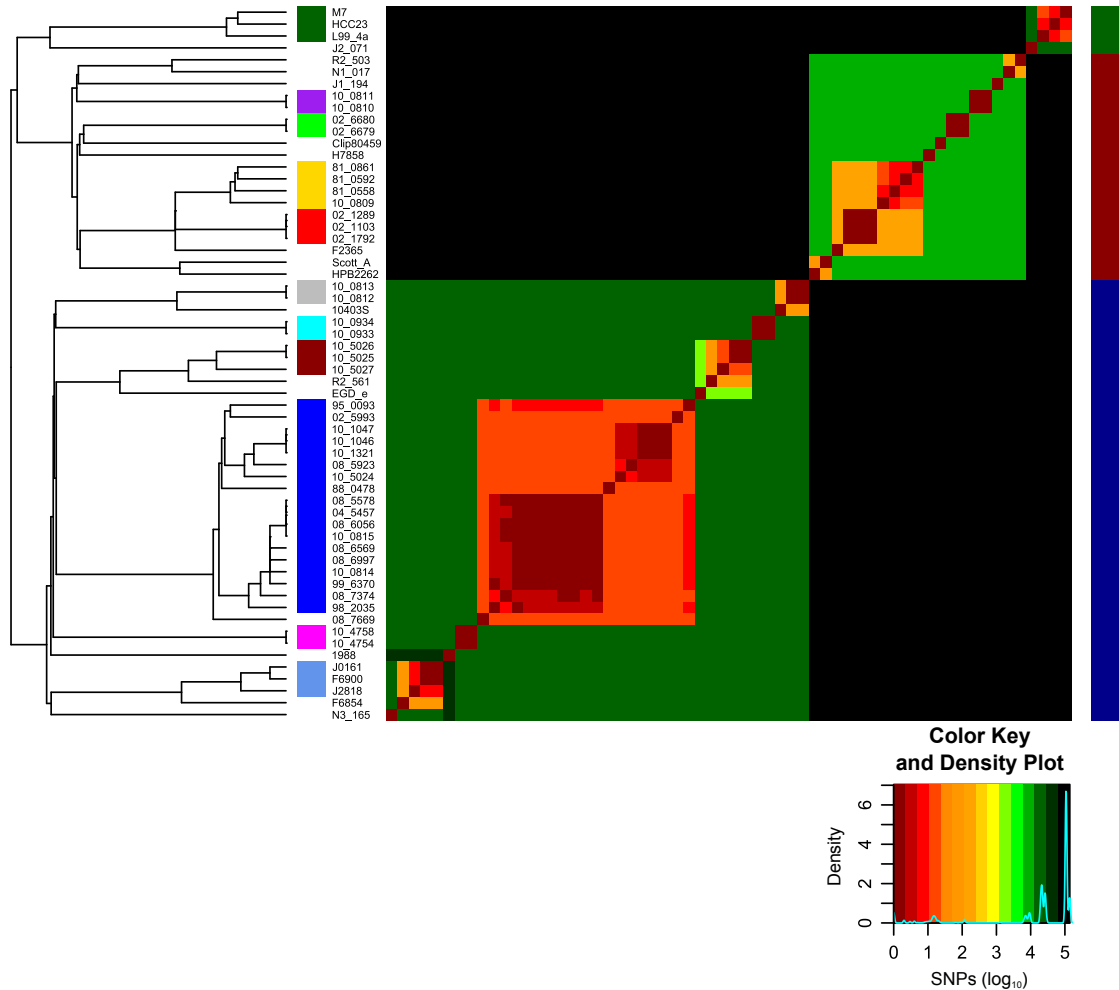 M7
HCC23
L99_4a
J2_071
R2_503
N1_017
J1_194
10_0811
10_0810
02_6680
02_6679
Clip80459
H7858
81_0861
81_0592
81_0558
10_0809
02_1289
02_1103
02_1792
F2365
Scott_A
HPB2262
10_0813
10_0812
10403S
10_0934
10_0933
10_5026
10_5025
10_5027
R2_561
EGD_e
95_0093
02_5993
10_1047
10_1046
10_1321
08_5923
10_5024
88_0478
08_5578
04_5457
08_6056
10_0815
08_6569
08_6997
10_0814
99_6370
08_7374
98_2035
08_7669
10_4758
10_4754
1988
J0161
F6900
J2818
F6854
N3_165
Color Key
and Density Plot
Density
0 2 4 6
0 1 2 3 4 5
SNPs (log₁₀)